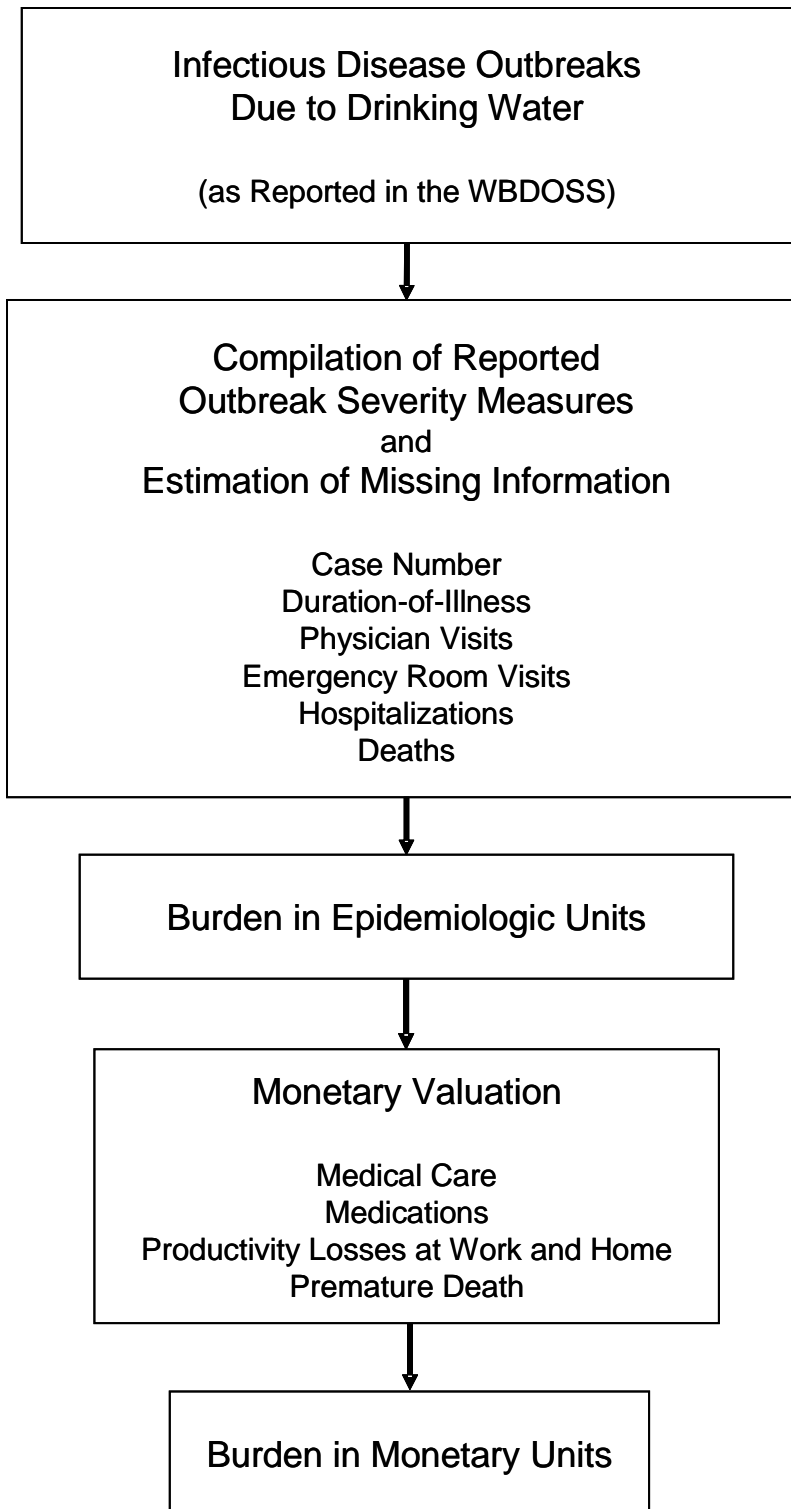 Infectious Disease Outbreaks
Due to Drinking Water
(as Reported in the WBDOSS)
Compilation of Reported
Outbreak Severity Measures
and
Estimation of Missing Information
Case Number
Duration-of-Illness
Physician Visits
Emergency Room Visits
Hospitalizations
Deaths
Burden in Epidemiologic Units
Monetary Valuation
Medical Care
Medications
Productivity Losses at Work and Home
Premature Death
Burden in Monetary Units